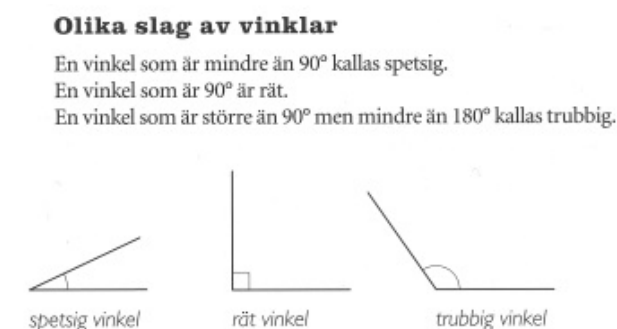 Olika slag av vinklar
En vinkel som är mindre än 90° kallas spetsig.
En vinkel som är 90° är rät.
En vinkel som är större än 90° men mindre än 180° kallas trubbig.
spetsig vinkel rät vinkel trubbig vinkel